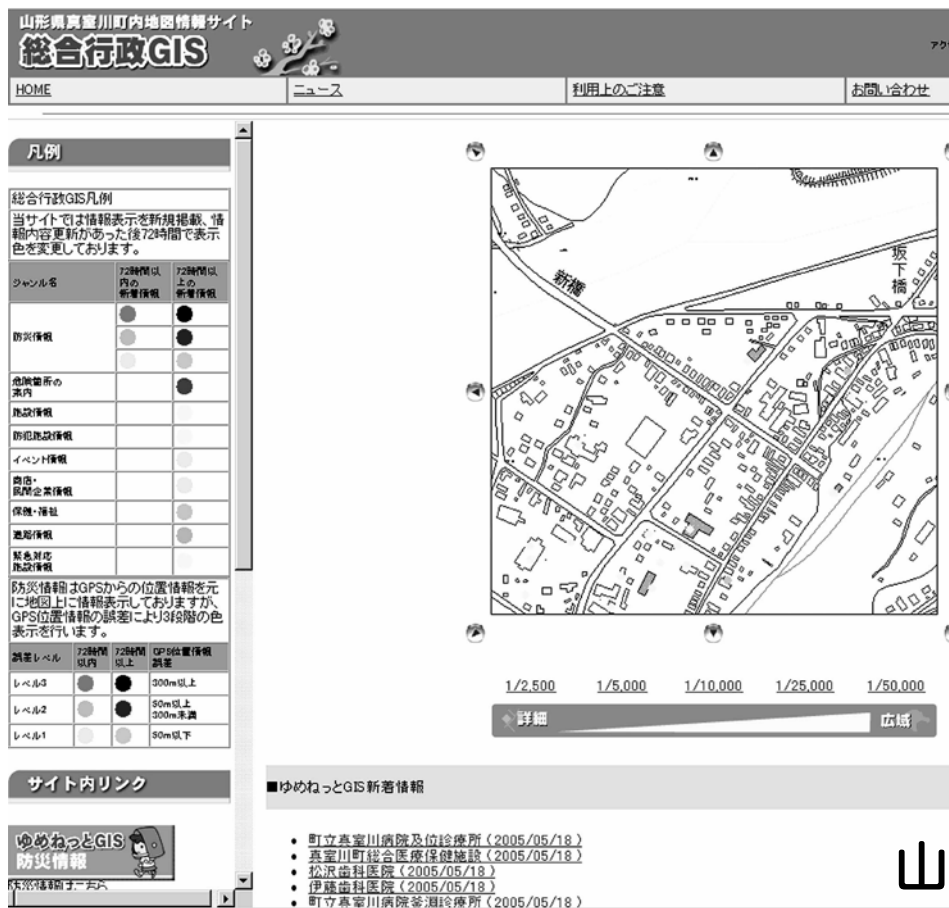 山形県真室川町内地図情報サイト
総合行政GIS
アク
HOME
ニュース
利用上のご注意
お問い合わせ
凡例
総合行政GIS凡例
当サイトでは情報表示を新規掲載、情
報内容更新があった後72時間で表示
色を変更しております。
ジャンル名
72時間以
内の
新着情報
72時間以
上の
新着情報
防災情報
危険箇所の
案内
施設情報
防犯施設情報
イベント情報
商店・
民間企業情報
保健・福祉
道路情報
緊急対応
施設情報
防災情報はGPSからの位置情報を元
に地図上に情報表示しておりますが、
GPS位置情報の誤差により3段階の色
表示を行います。
誤差レベル
72時間
以内
72時間
以上
GPS位置情報
誤差
レベル3
300m以上
レベル2
50m以上
300m未満
レベル1
50m以下
サイト内リンク
ゆめねっとGIS
防災情報
防災情報はこちら
新橋
坂下橋
1/2,500
1/5,000
1/10,000
1/25,000
1/50,000
詳細
広域
■ゆめねっとGIS新着情報
町立真室川病院及位診療所(2005/05/18)
真室川町総合医療保健施設(2005/05/18)
松沢歯科医院(2005/05/18)
伊藤歯科医院(2005/05/18)
町立真室川病院釜淵診療所(2005/05/18)
山